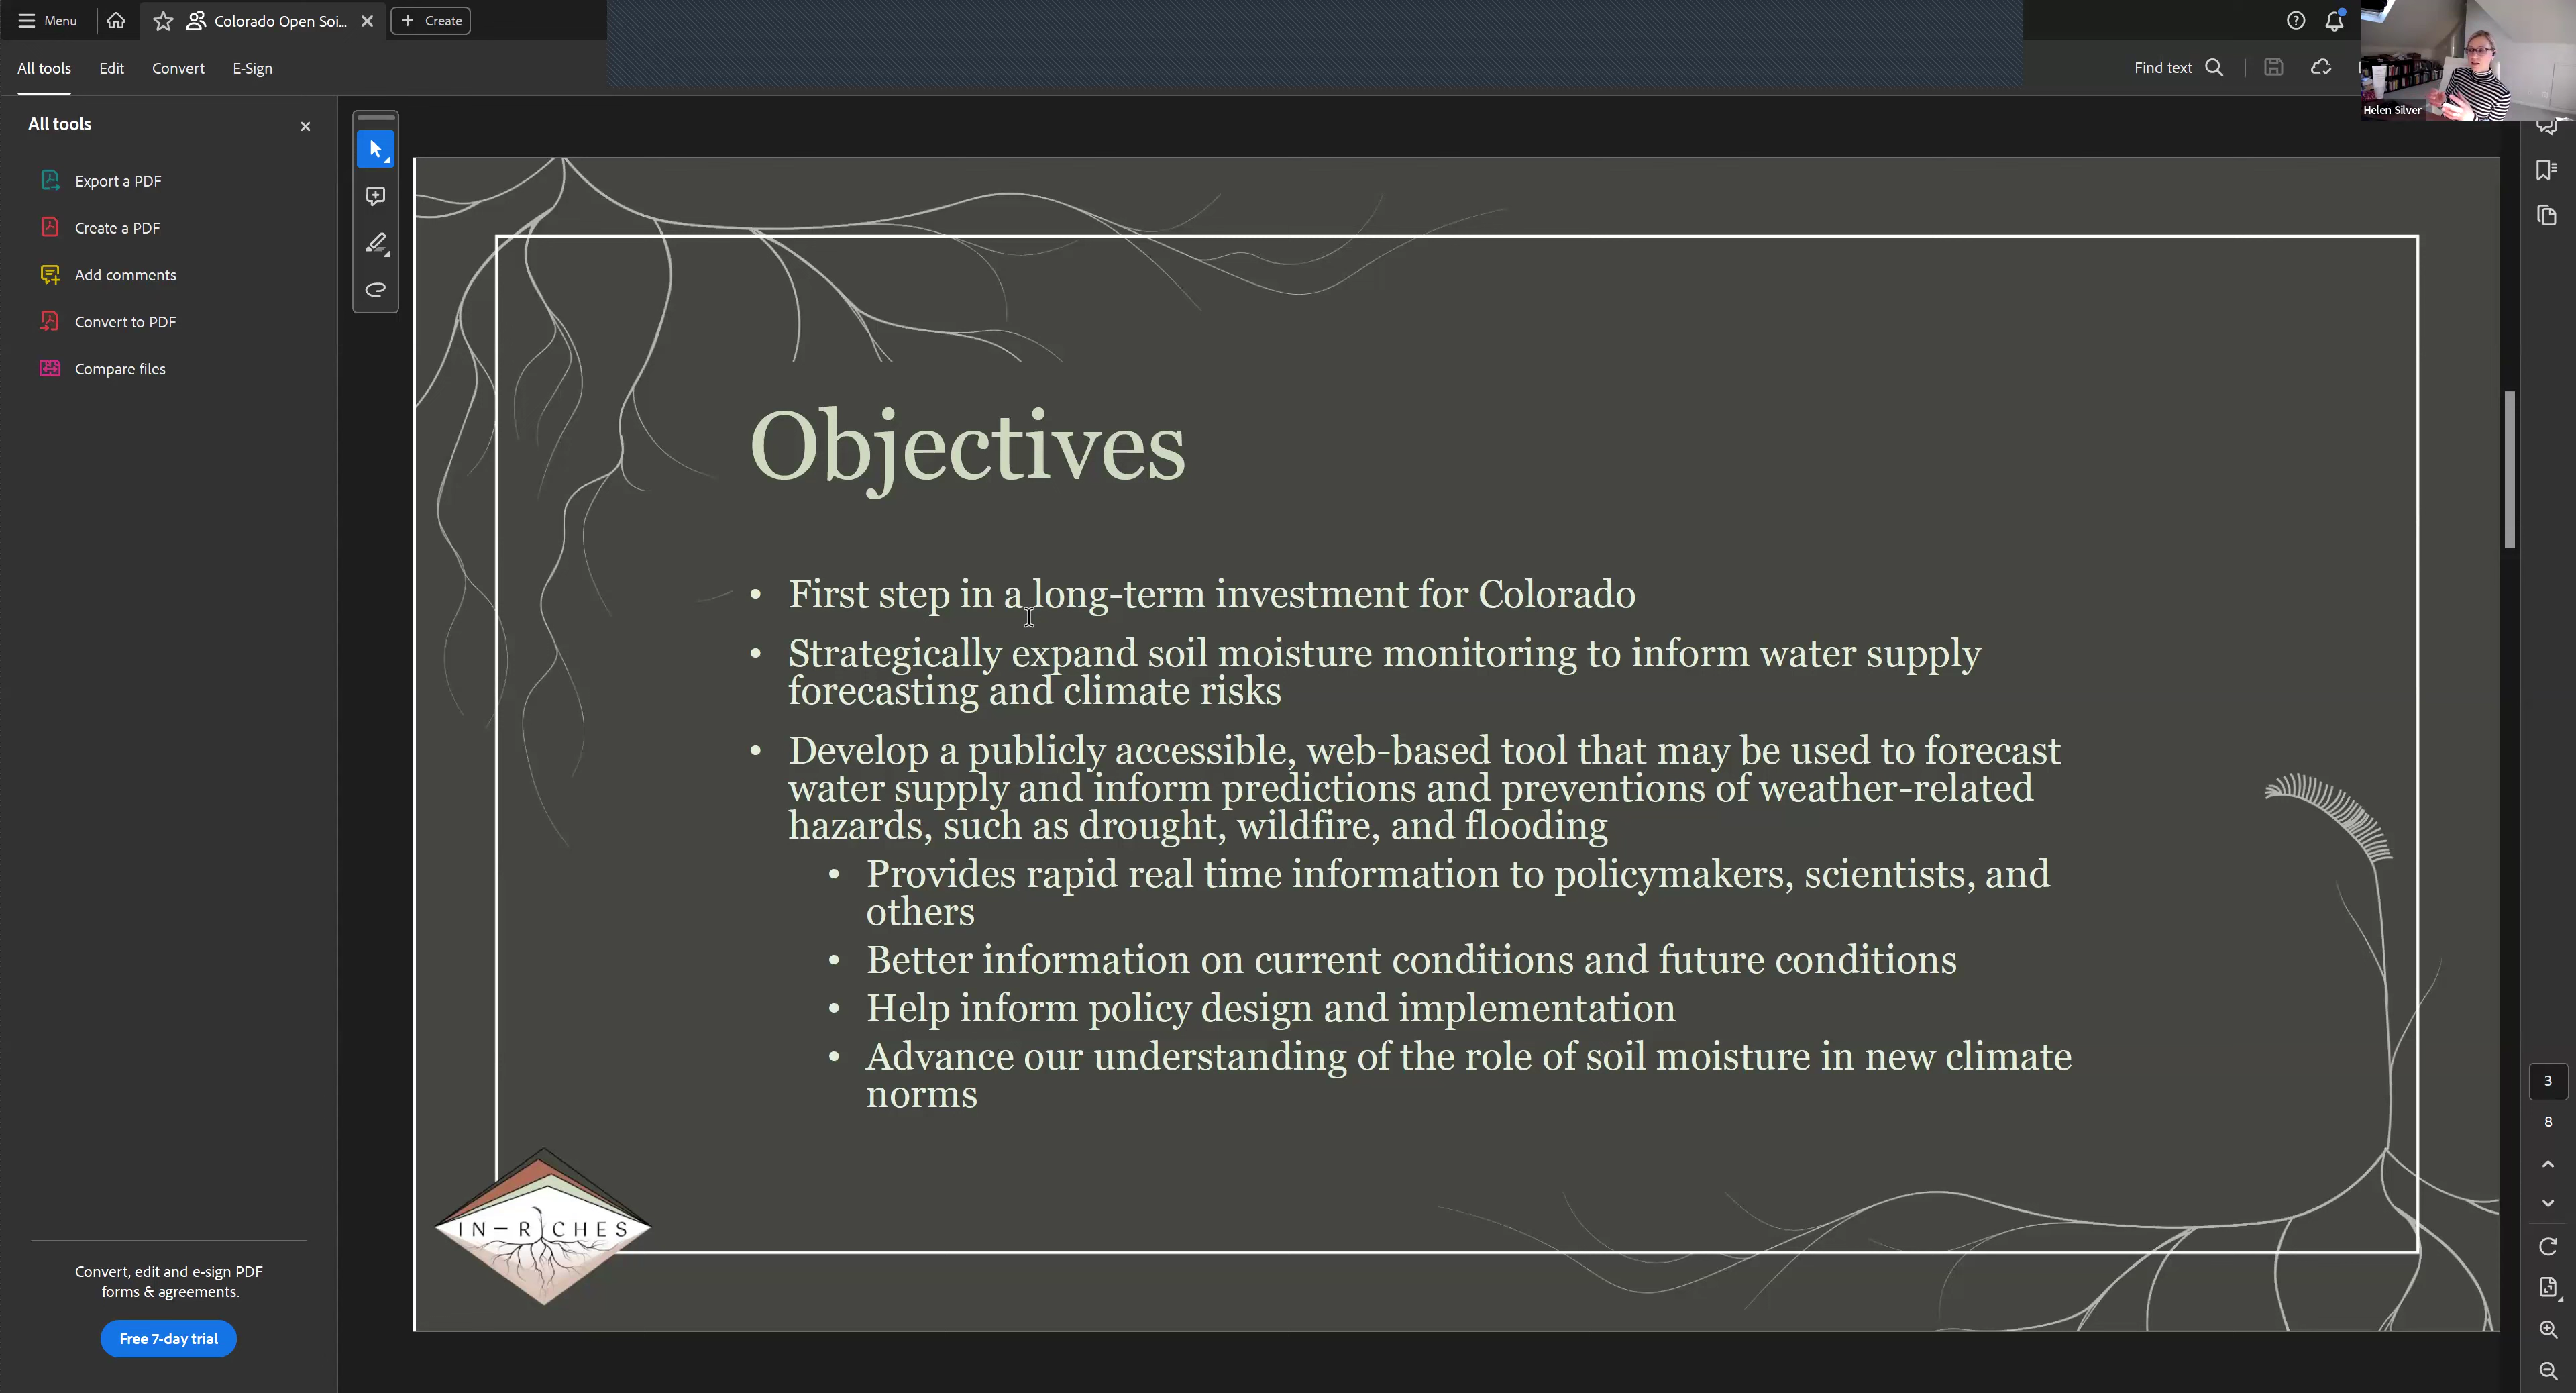 Menu
Colorado Open Soi...
Create
All tools
Edit
Convert
E-Sign
Find text
Helen Silver
All tools
Export a PDF
Create a PDF
Add comments
Convert to PDF
Compare files
Convert, edit and e-sign PDF
forms & agreements.
Free 7-day trial
Objectives
• First step in a long-term investment for Colorado
• Strategically expand soil moisture monitoring to inform water supply
forecasting and climate risks
• Develop a publicly accessible, web-based tool that may be used to forecast
water supply and inform predictions and preventions of weather-related
hazards, such as drought, wildfire, and flooding
• Provides rapid real time information to policymakers, scientists, and
others
• Better information on current conditions and future conditions
• Help inform policy design and implementation
• Advance our understanding of the role of soil moisture in new climate
norms
IN-RICHES
3
8